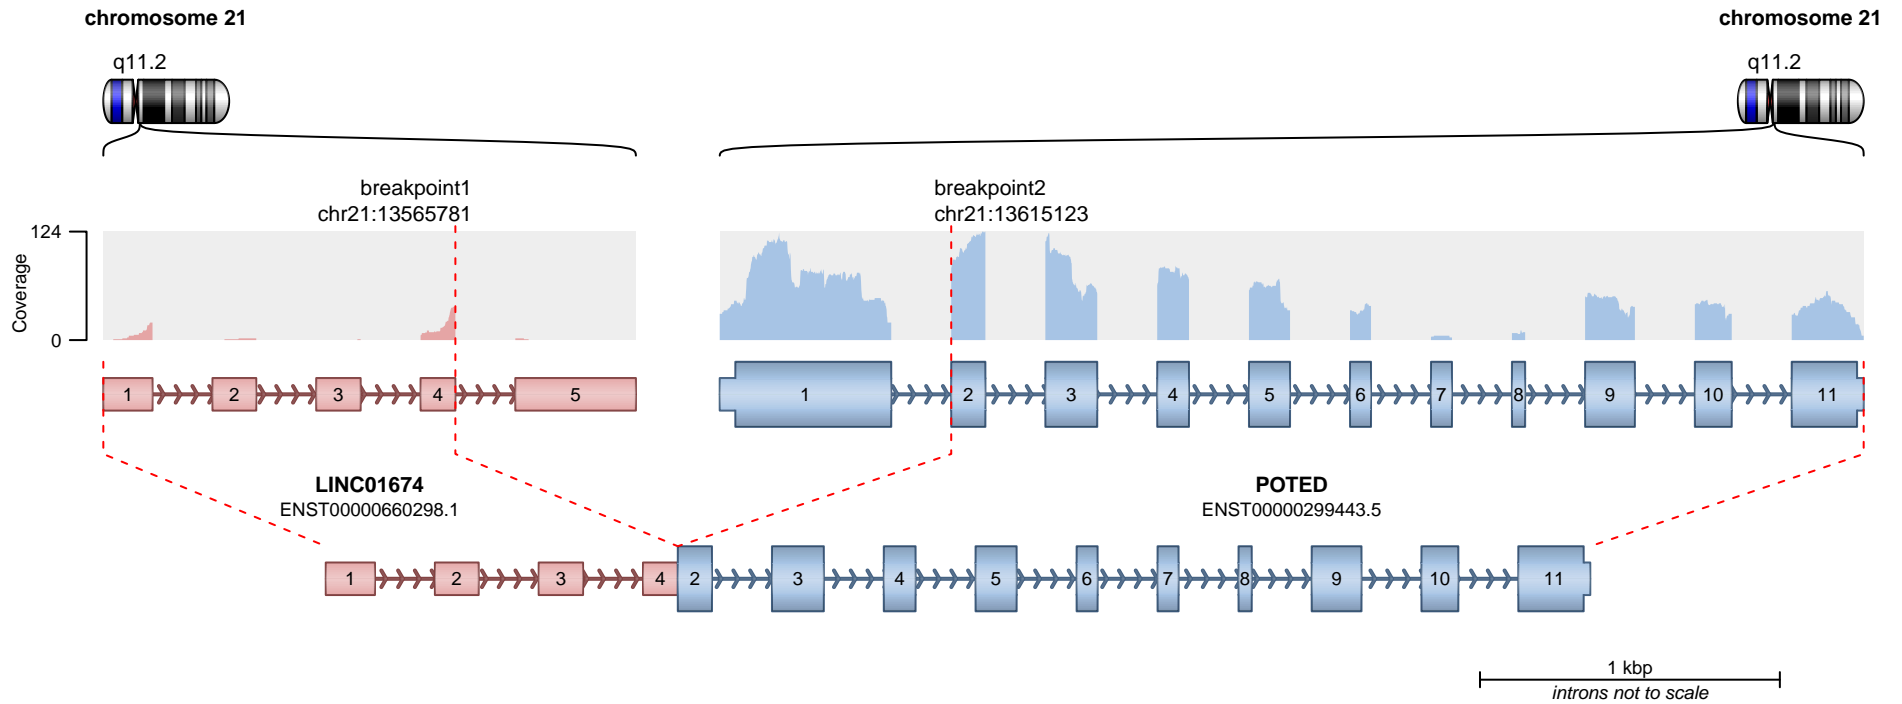 chromosome 21
chromosome 21
q11.2
q11.2
breakpoint1
chr21:13565781
breakpoint2
chr21:13615123
124
0
Coverage
1 2 3 4 5
1 2 3 4 5 6 7 8 9 10 11
LINC01674
ENST00000660298.1
POTED
ENST00000299443.5
1 2 3 4 2 3 4 5 6 7 8 9 10 11
1 kbp
introns not to scale